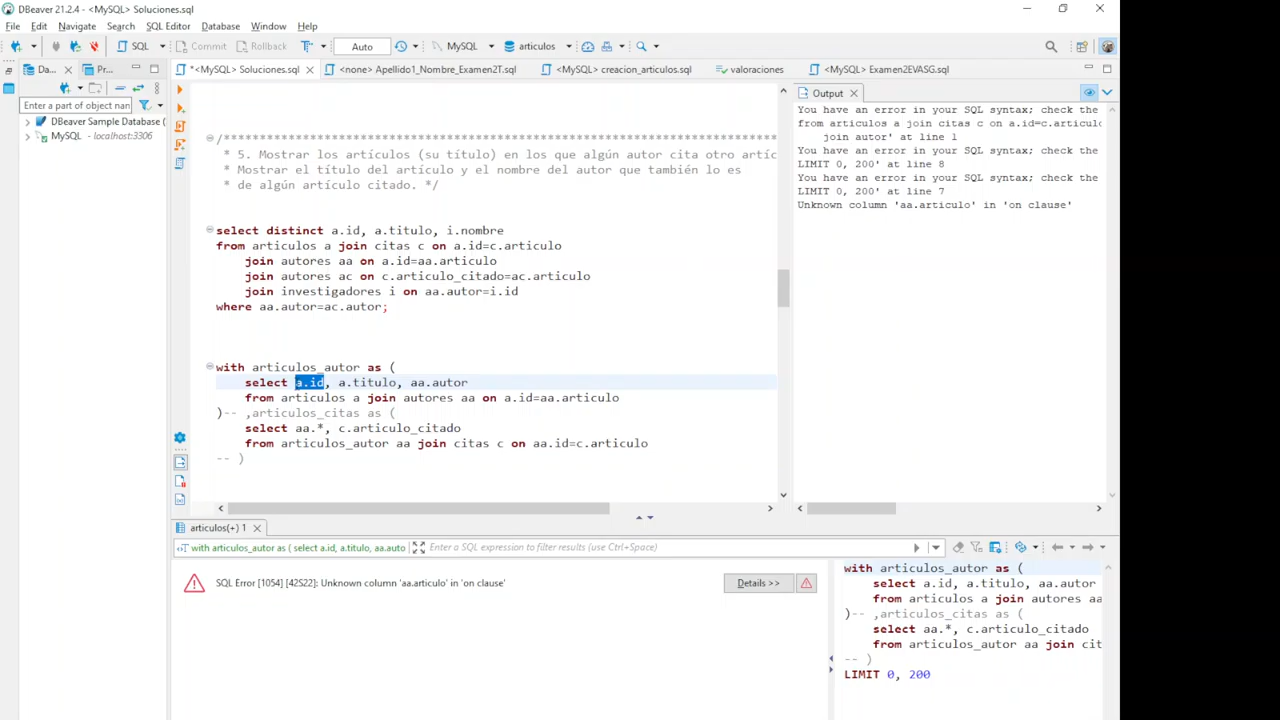 DBeaver 21.2.4 - <MySQL> Soluciones.sql
File Edit Navigate Search SQL Editor Database Window Help
SQL Commit Rollback Auto MySQL articulos
Da... Pr... *<MySQL> Soluciones.sql <none> Apellido1_Nombre_Examen2T.sql <MySQL> creacion_articulos.sql valoraciones <MySQL> Examen2EVASG.sql
Enter a part of object nan
DBeaver Sample Database (
MySQL - localhost:3306
/*****************************************************************************
* 5. Mostrar los artículos (su título) en los que algún autor cita otro artíc
* Mostrar el título del artículo y el nombre del autor que también lo es
* de algún artículo citado. */
select distinct a.id, a.titulo, i.nombre
from articulos a join citas c on a.id=c.articulo
join autores aa on a.id=aa.articulo
join autores ac on c.articulo_citado=ac.articulo
join investigadores i on aa.autor=i.id
where aa.autor=ac.autor;
with articulos_autor as (
select a.id, a.titulo, aa.autor
from articulos a join autores aa on a.id=aa.articulo
)-- ,articulos_citas as (
select aa.*, c.articulo_citado
from articulos_autor aa join citas c on aa.id=c.articulo
-- )
Output
You have an error in your SQL syntax; check the
from articulos a join citas c on a.id=c.articulo
join autor' at line 1
You have an error in your SQL syntax; check the
LIMIT 0, 200' at line 8
You have an error in your SQL syntax; check the
LIMIT 0, 200' at line 7
Unknown column 'aa.articulo' in 'on clause'
articulos(+) 1
with articulos_autor as ( select a.id, a.titulo, aa.auto Enter a SQL expression to filter results (use Ctrl+Space)
SQL Error [1054] [42S22]: Unknown column 'aa.articulo' in 'on clause'
Details >>
with articulos_autor as (
select a.id, a.titulo, aa.autor
from articulos a join autores aa
)-- ,articulos_citas as (
select aa.*, c.articulo_citado
from articulos_autor aa join cit
-- )
LIMIT 0, 200